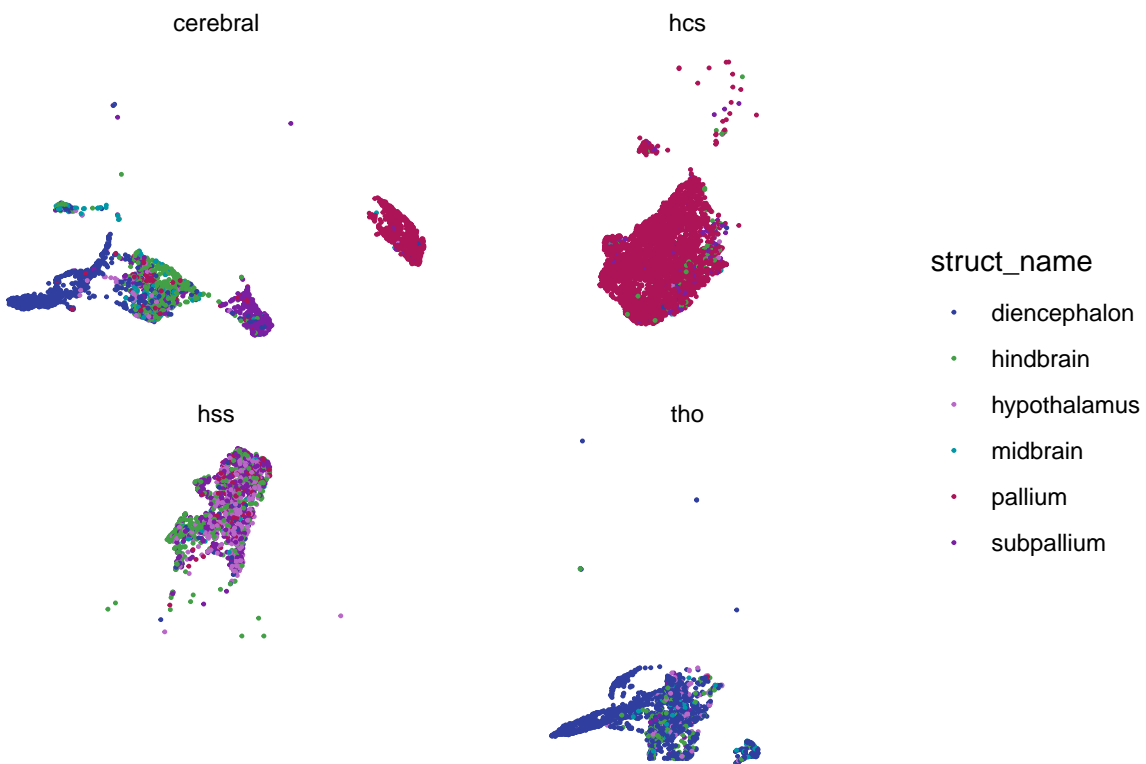 cerebral
hcs
hss
tho
struct_name
diencephalon
hindbrain
hypothalamus
midbrain
pallium
subpallium